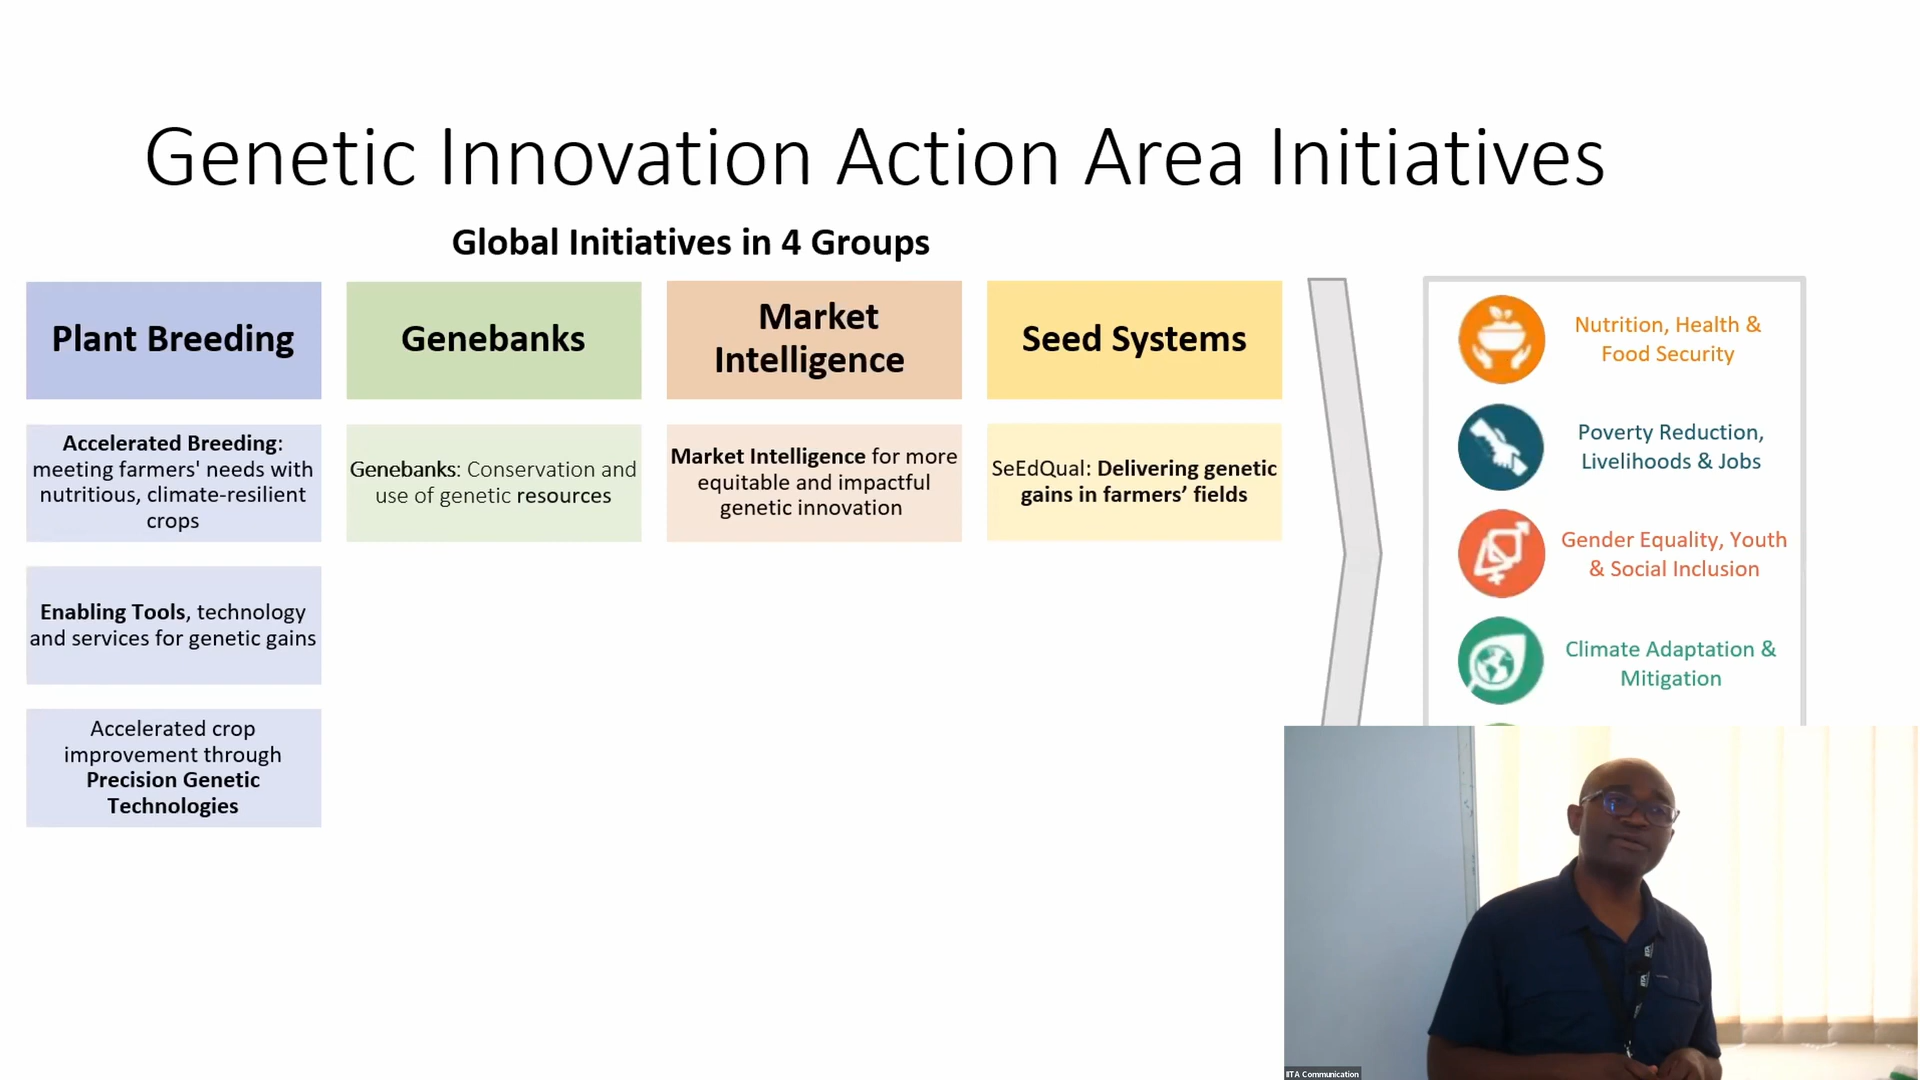 Genetic Innovation Action Area Initiatives
Global Initiatives in 4 Groups
Plant Breeding
Genebanks
Market
Intelligence
Seed Systems
Accelerated Breeding:
meeting farmers' needs with
nutritious, climate-resilient
crops
Genebanks: Conservation and
use of genetic resources
Market Intelligence for more
equitable and impactful
genetic innovation
SeEdQual: Delivering genetic
gains in farmers’ fields
Enabling Tools, technology
and services for genetic gains
Accelerated crop
improvement through
Precision Genetic
Technologies
Nutrition, Health &
Food Security
Poverty Reduction,
Livelihoods & Jobs
Gender Equality, Youth
& Social Inclusion
Climate Adaptation &
Mitigation
IITA
IITA
IITA Communication